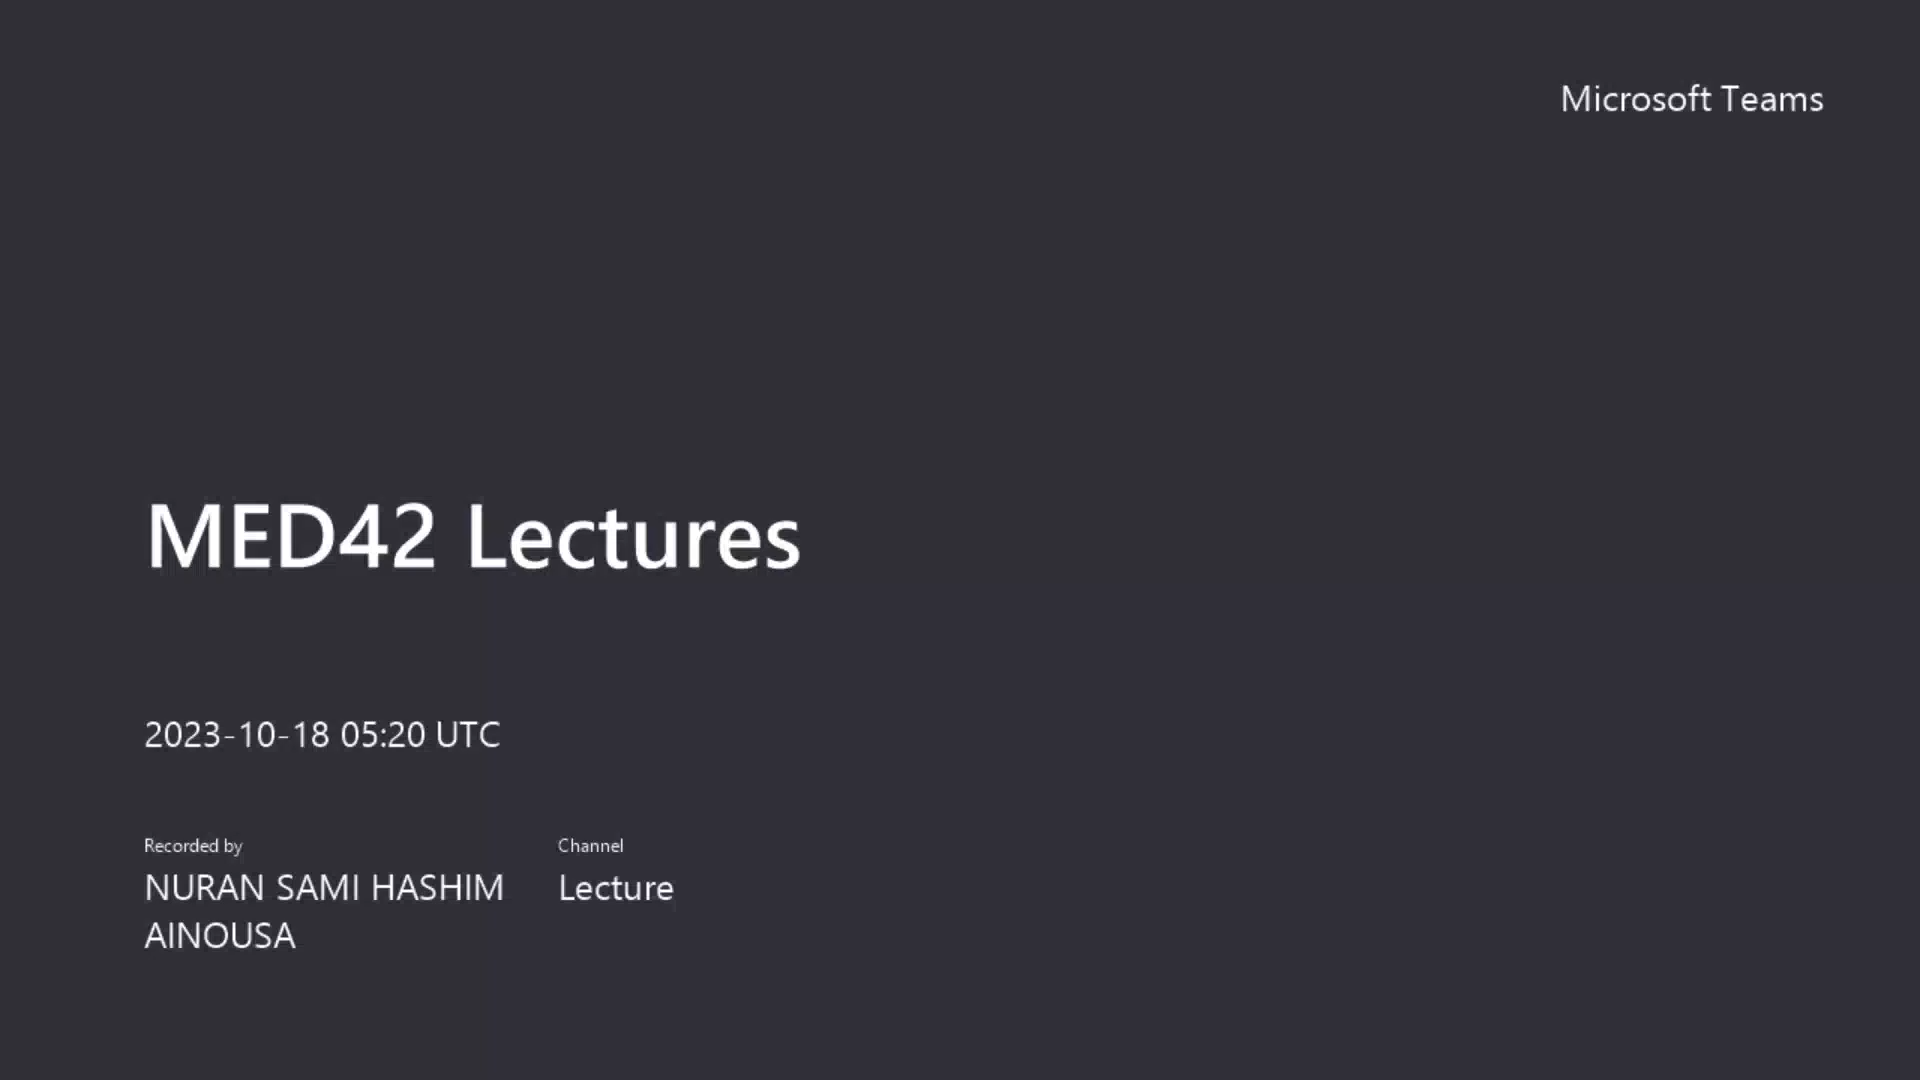 Microsoft Teams
MED42 Lectures
2023-10-18 05:20 UTC
Recorded by
NURAN SAMI HASHIM
AINOUSA
Channel
Lecture